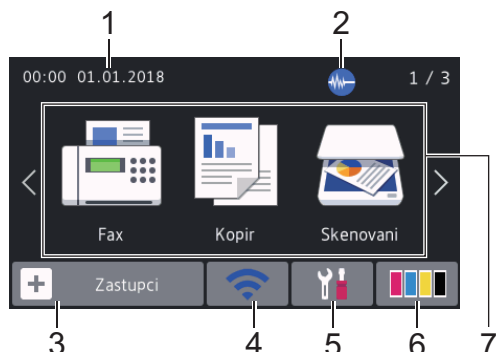 1 2
00:00 01.01.2018 1 / 3
Fax Kopir Skenovani
Zastupci
3 4 5 6 7